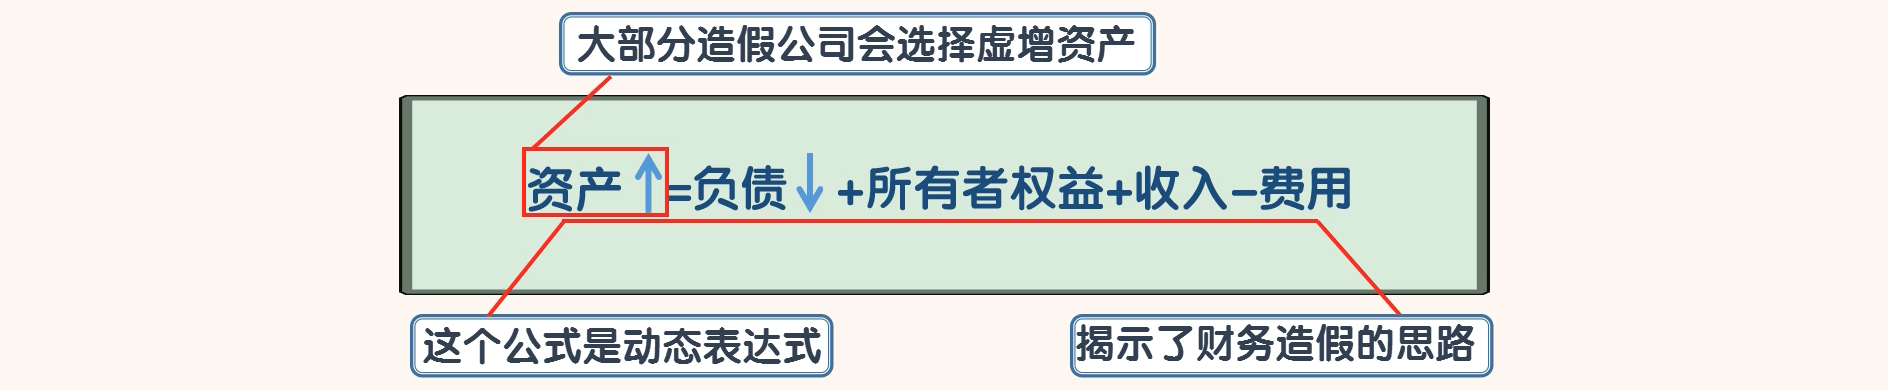 大部分造假公司会选择虚增资产
资产↑=负债↓+所有者权益+收入-费用
这个公式是动态表达式
揭示了财务造假的思路